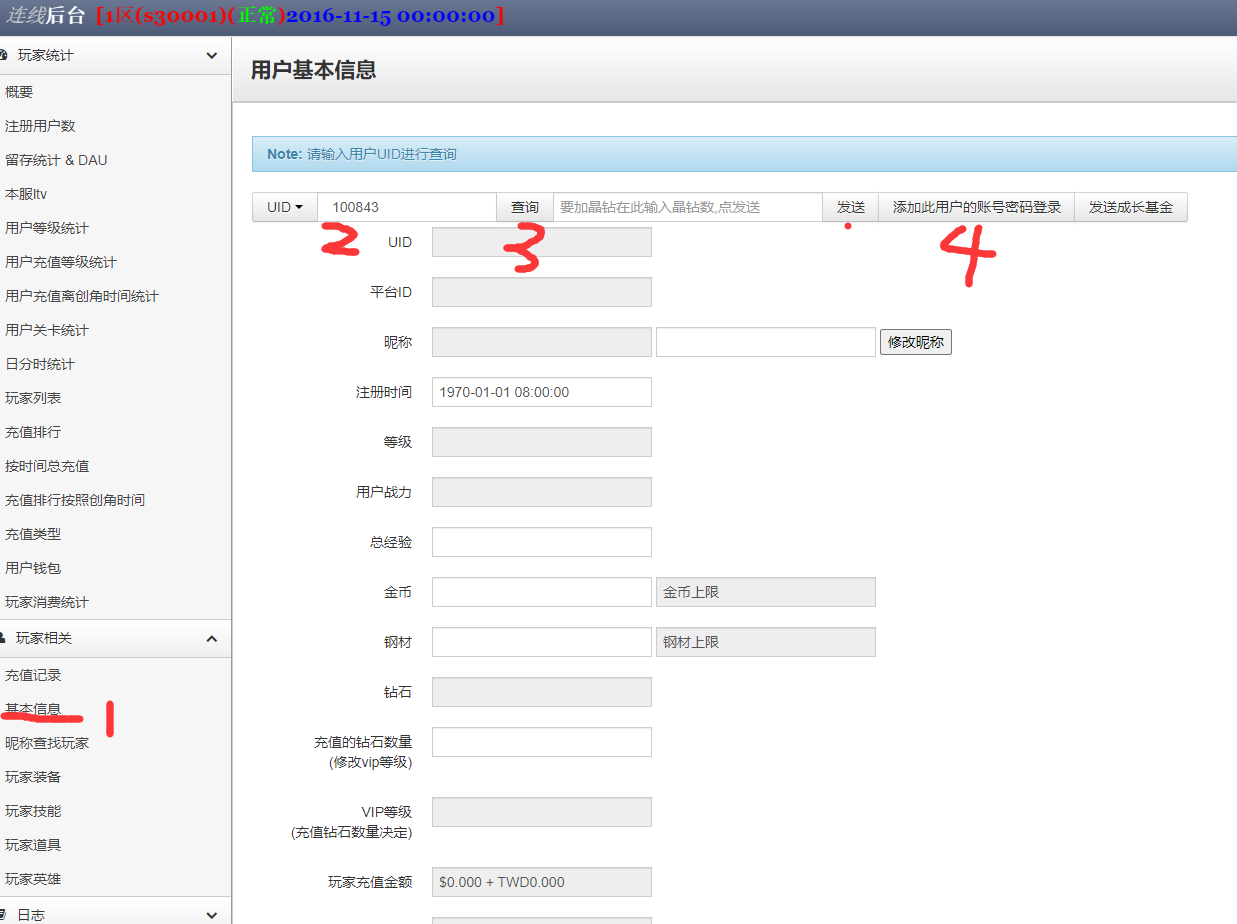 连线后台 [1区(s30001)(正常)2016-11-15 00:00:00]
玩家统计
概要
注册用户数
留存统计 & DAU
本服ltv
用户等级统计
用户充值等级统计
用户充值离创角时间统计
用户关卡统计
日分时统计
玩家列表
充值排行
按时间总充值
充值排行按照创角时间
充值类型
用户钱包
玩家消费统计
玩家相关
充值记录
基本信息 1
昵称查找玩家
玩家装备
玩家技能
玩家道具
玩家英雄
日志
用户基本信息
Note: 请输入用户UID进行查询
UID 100843 查询 要加晶钻在此输入晶钻数,点发送 发送 添加此用户的账号密码登录 发送成长基金
2 3 4
UID
平台ID
昵称 修改昵称
注册时间 1970-01-01 08:00:00
等级
用户战力
总经验
金币 金币上限
钢材 钢材上限
钻石
充值的钻石数量
(修改vip等级)
VIP等级
(充值钻石数量决定)
玩家充值金额 $0.000 + TWD0.000